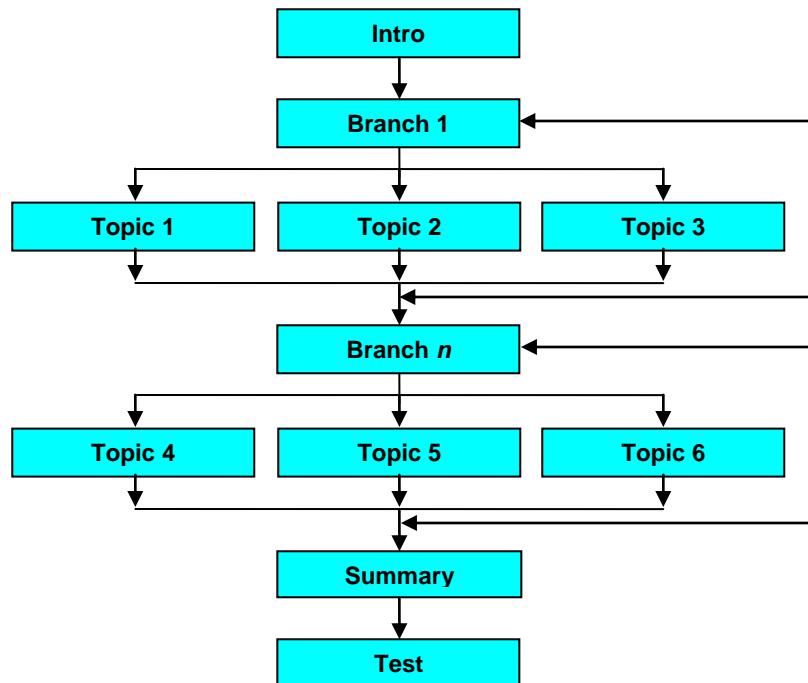 Intro
Branch 1
Topic 1
Topic 2
Topic 3
Branch n
Topic 4
Topic 5
Topic 6
Summary
Test